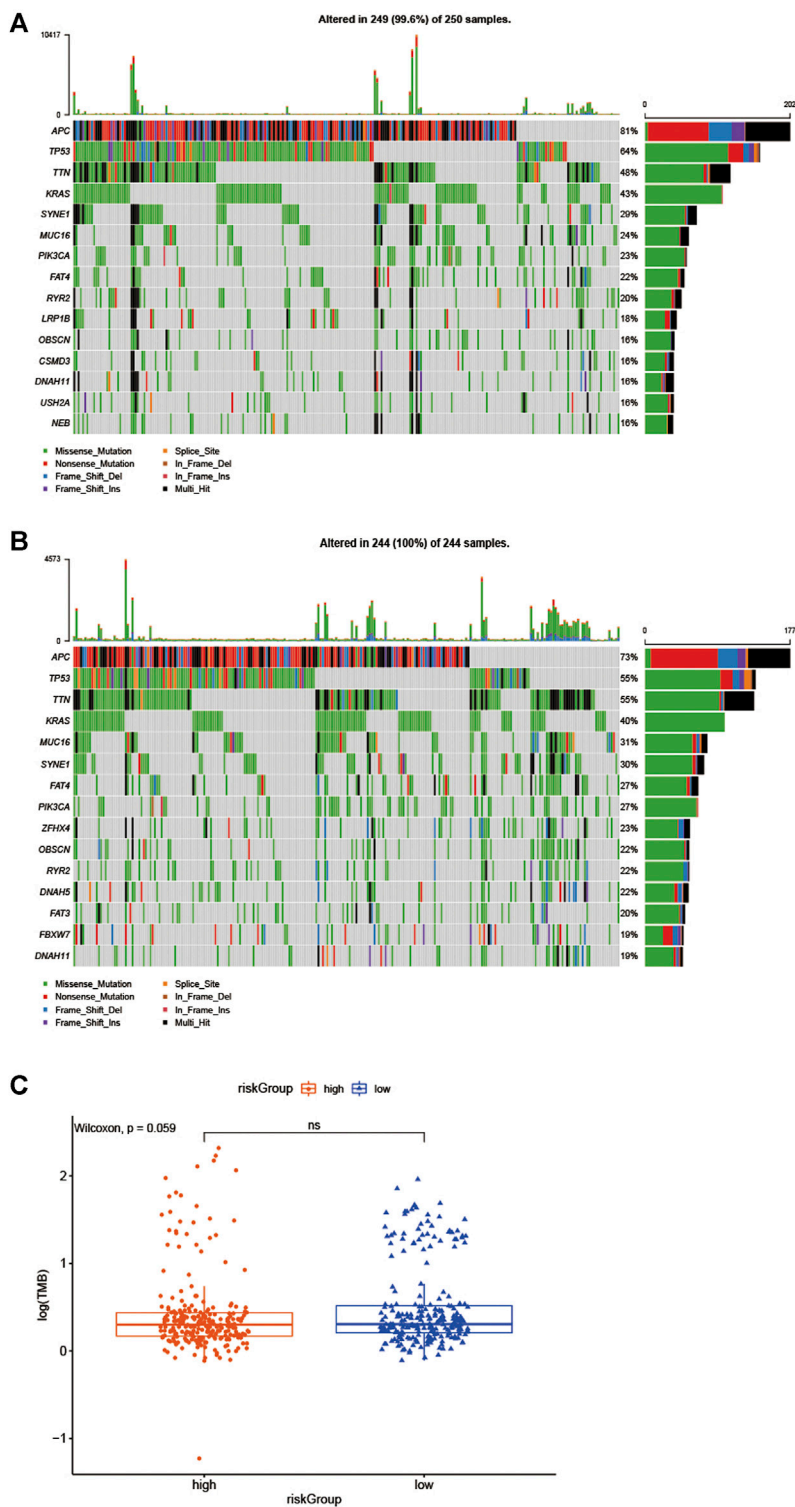 A
Altered in 249 (99.6%) of 250 samples.
10417
0
0 202
APC 81%
TP53 64%
TTN 48%
KRAS 43%
SYNE1 29%
MUC16 24%
PIK3CA 23%
FAT4 22%
RYR2 20%
LRP1B 18%
OBSCN 16%
CSMD3 16%
DNAH11 16%
USH2A 16%
NEB 16%
Missense_Mutation Splice_Site
Nonsense_Mutation In_Frame_Del
Frame_Shift_Del In_Frame_Ins
Frame_Shift_Ins Multi_Hit
B
Altered in 244 (100%) of 244 samples.
4573
0
0 177
APC 73%
TP53 55%
TTN 55%
KRAS 40%
MUC16 31%
SYNE1 30%
FAT4 27%
PIK3CA 27%
ZFHX4 23%
OBSCN 22%
RYR2 22%
DNAH5 22%
FAT3 20%
FBXW7 19%
DNAH11 19%
Missense_Mutation Splice_Site
Nonsense_Mutation In_Frame_Del
Frame_Shift_Del In_Frame_Ins
Frame_Shift_Ins Multi_Hit
C
riskGroup high low
Wilcoxon, p = 0.059
ns
2
1
0
−1
log(TMB)
high low
riskGroup